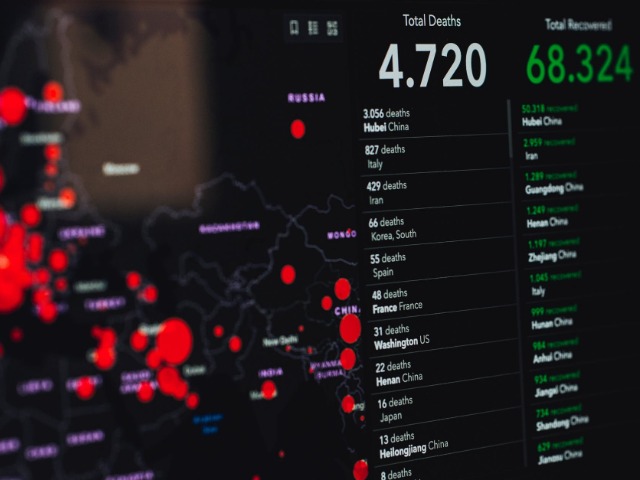 Total Deaths
4.720
3.056 deaths
Hubei China
827 deaths
Italy
429 deaths
Iran
66 deaths
Korea, South
55 deaths
Spain
48 deaths
France France
31 deaths
Washington US
22 deaths
Henan China
16 deaths
Japan
13 deaths
Heilongjiang China
8 deaths
Total Recovered
68.324
50.318 recovered
Hubei China
2.959 recovered
Iran
1.289 recovered
Guangdong China
1.249 recovered
Henan China
1.197 recovered
Zhejiang China
1.045 recovered
Italy
999 recovered
Hunan China
984 recovered
Anhui China
934 recovered
Jiangxi China
734 recovered
Shandong China
629 recovered
Jiangsu China
RUSSIA
KAZAKHSTAN
MONGO
CHINA
New Delhi
INDIA